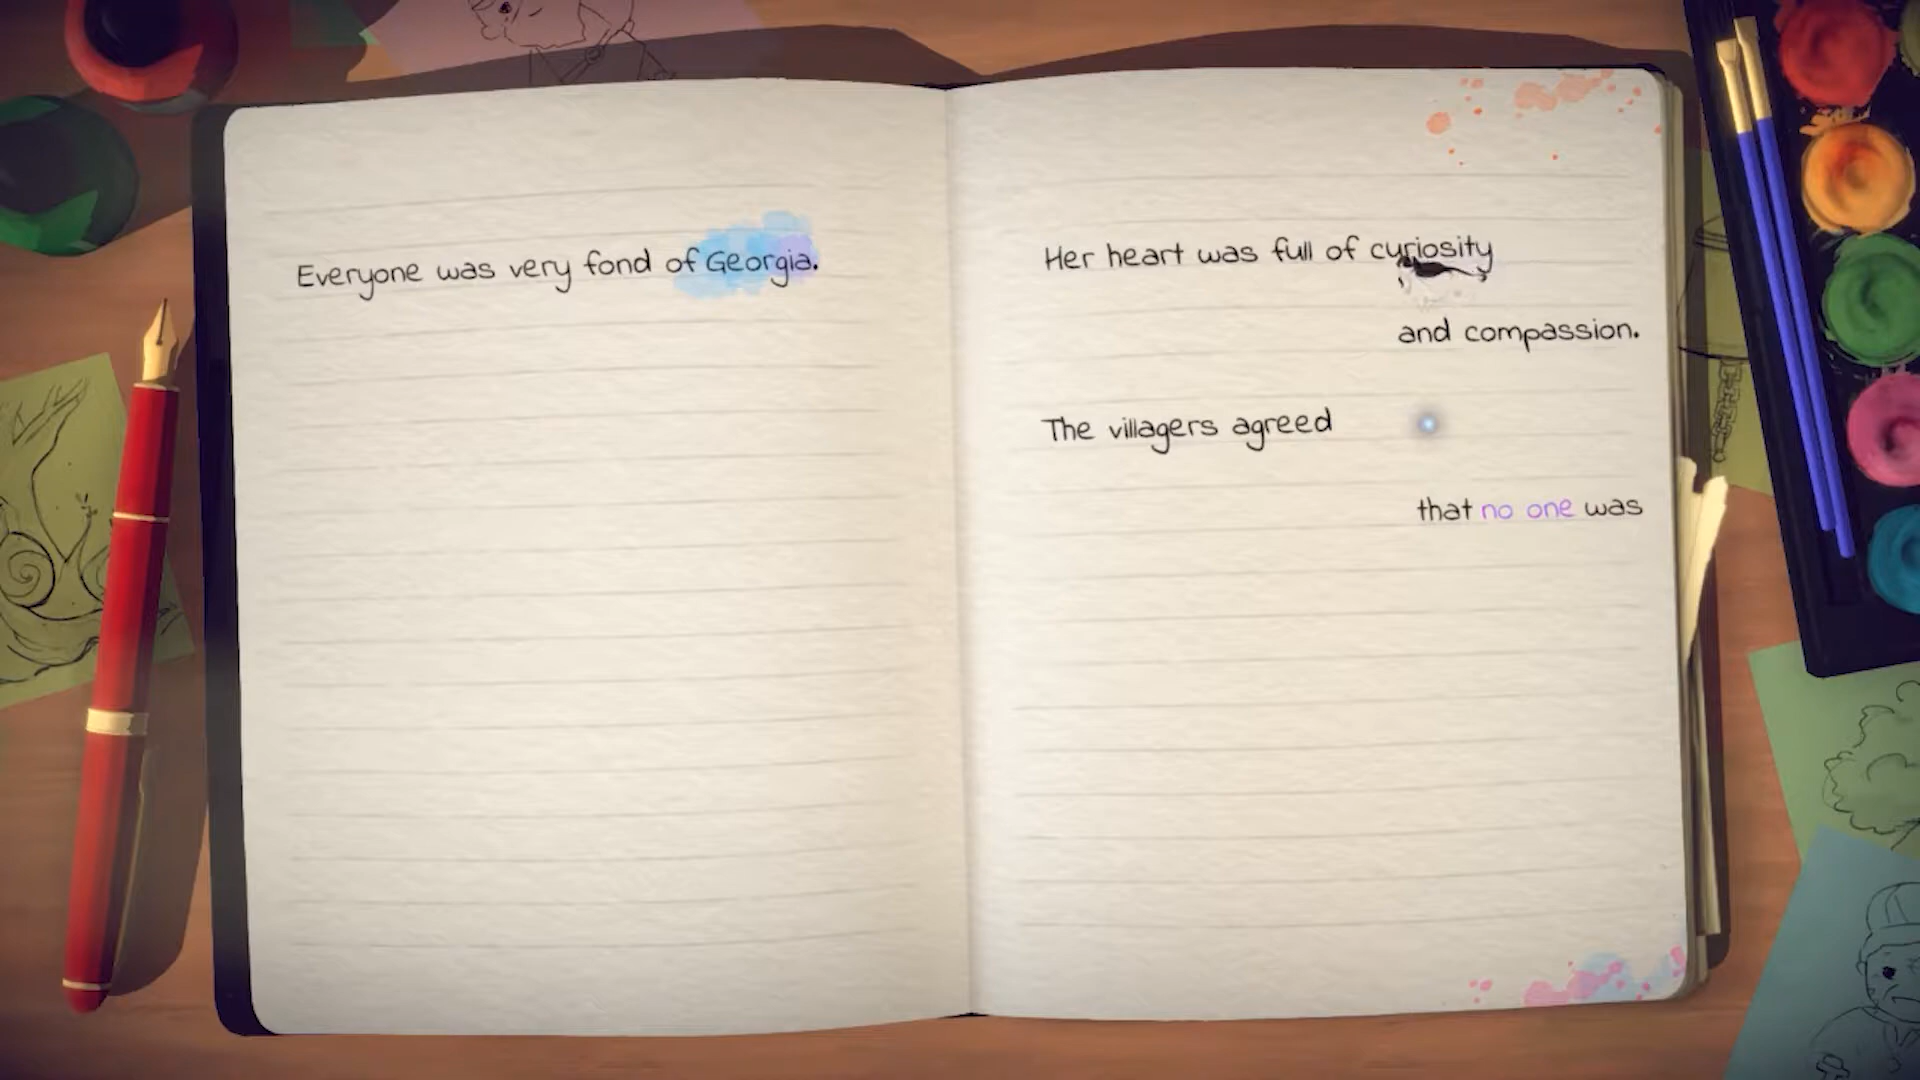 Everyone was very fond of Georgia.
Her heart was full of curiosity
and compassion.
The villagers agreed
that no one was